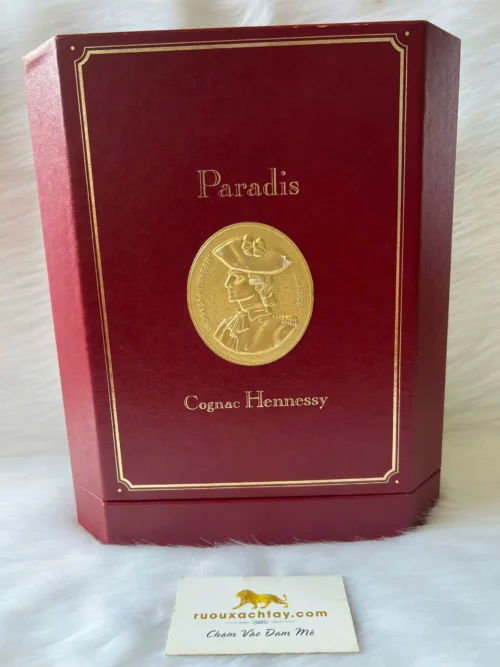 Paradis
Cognac Hennessy
ruouxachtay.com
Chạm Vào Đam Mê